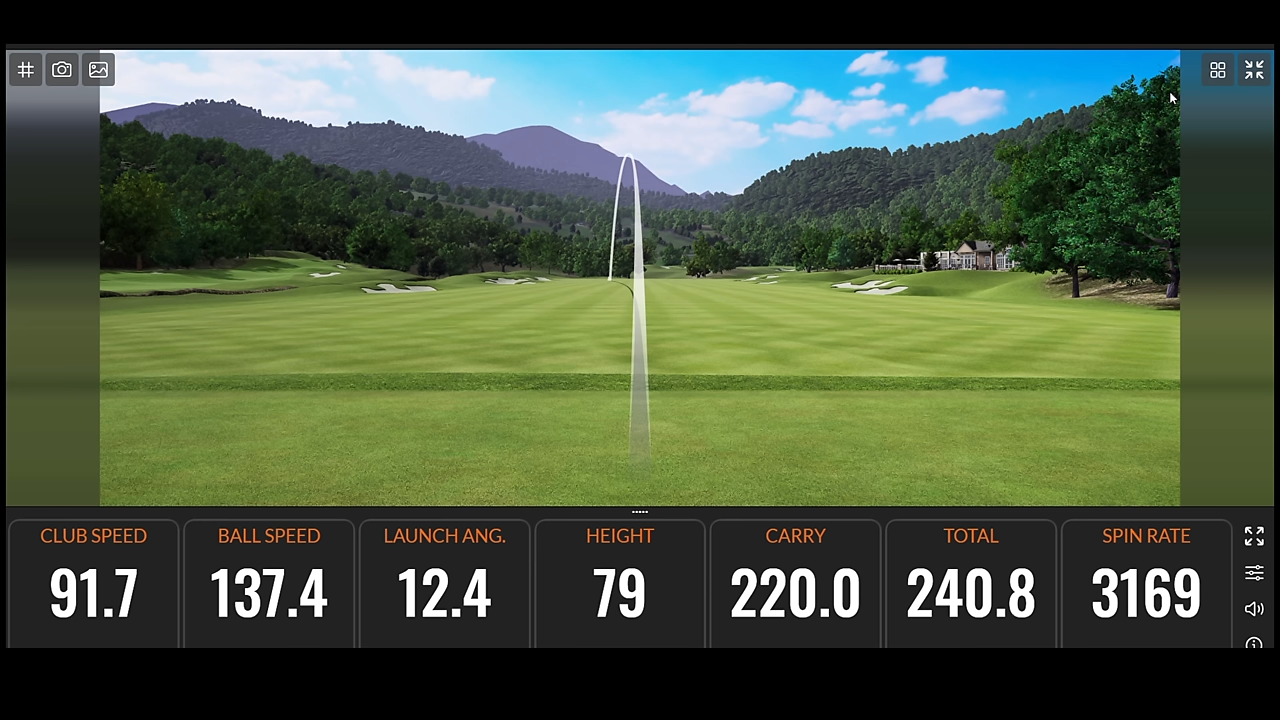 CLUB SPEED BALL SPEED LAUNCH ANG. HEIGHT CARRY TOTAL SPIN RATE
91.7 137.4 12.4 79 220.0 240.8 3169